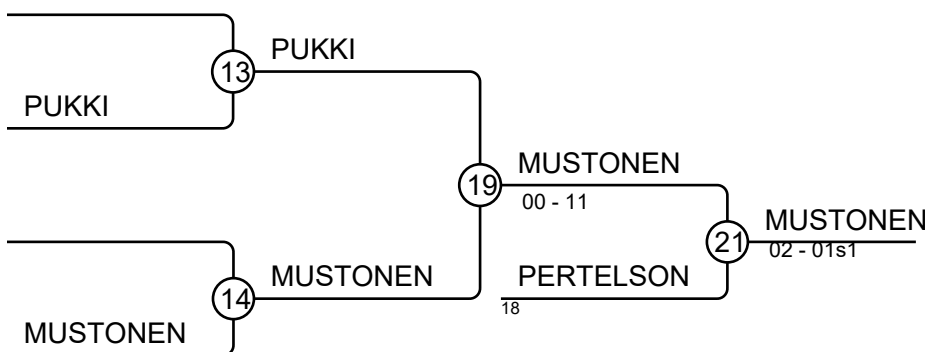 PUKKI
13
PUKKI
MUSTONEN
19
00 - 11
MUSTONEN
21
02 - 01s1
PERTELSON
18
MUSTONEN
14
MUSTONEN